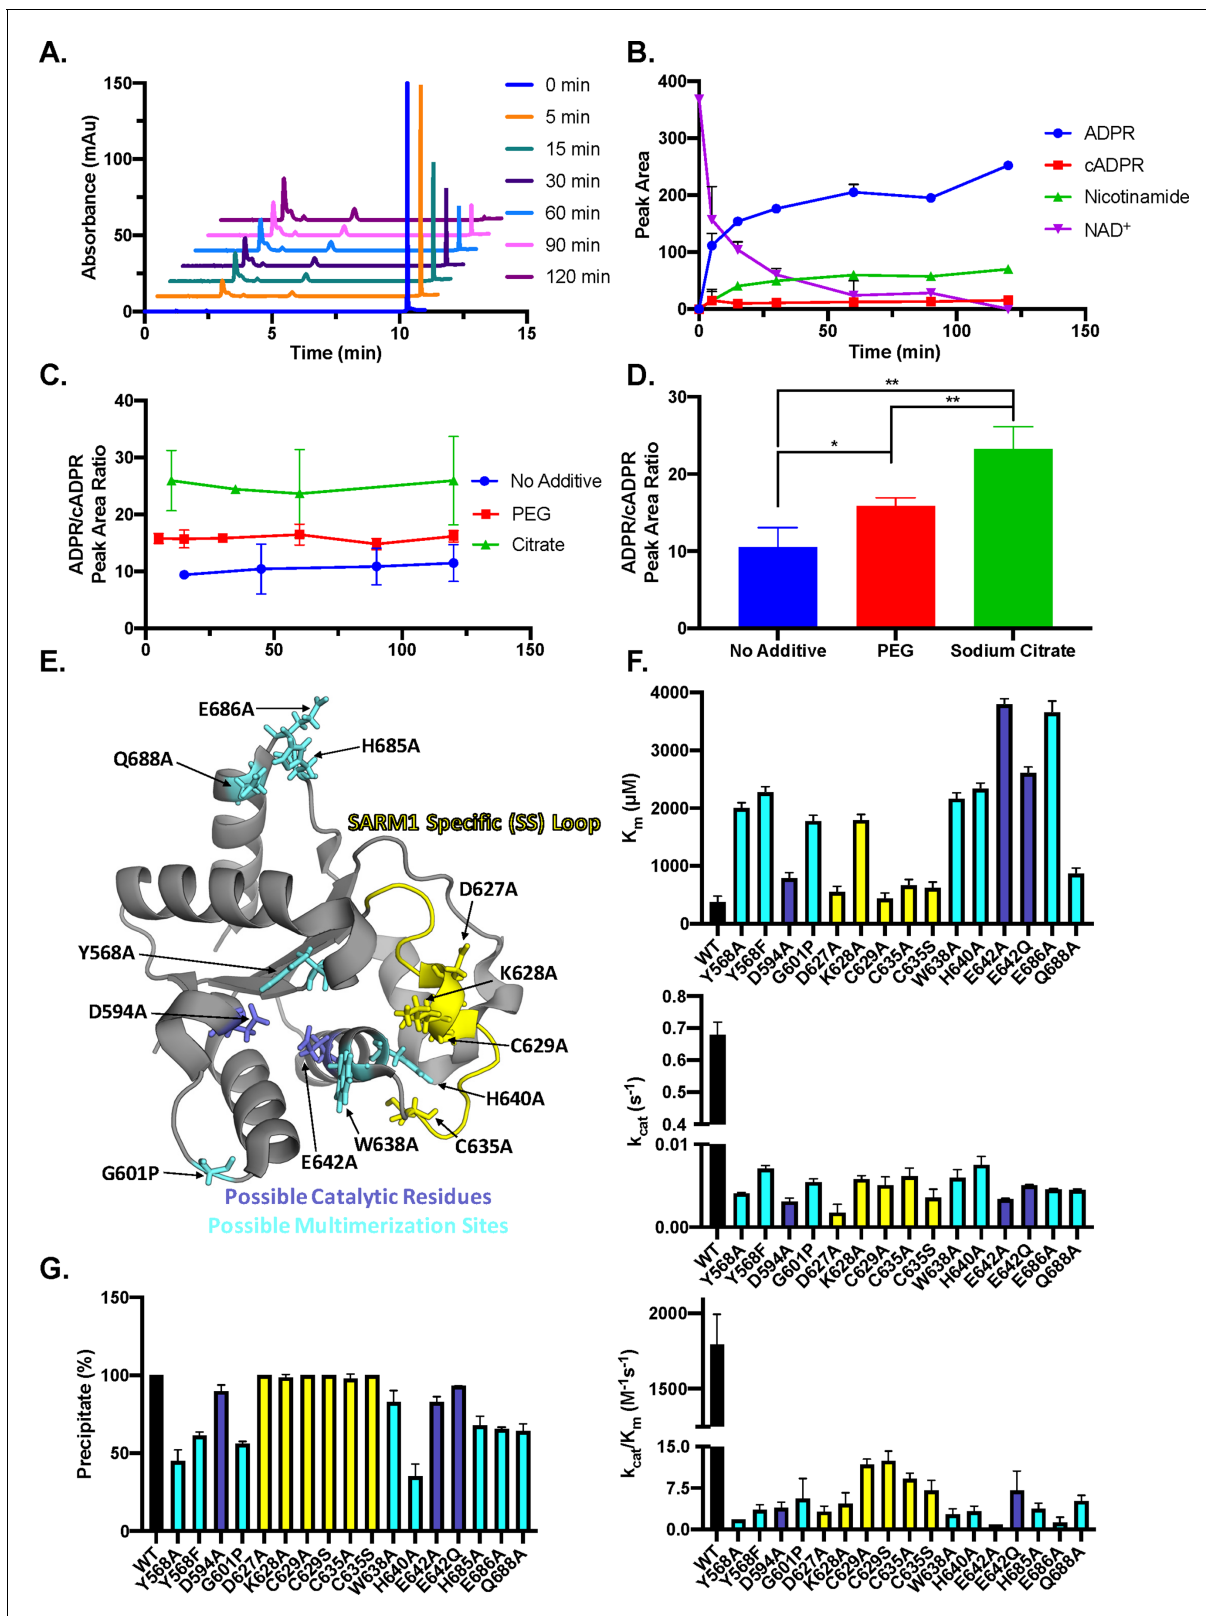 A.
150
100
50
0
Absorbance (mAu)
0
5
10
15
Time (min)
0 min
5 min
15 min
30 min
60 min
90 min
120 min
B.
400
300
200
100
0
Peak Area
0
50
100
150
Time (min)
ADPR
cADPR
Nicotinamide
NAD+
C.
40
30
20
10
0
ADPR/cADPR
Peak Area Ratio
0
50
100
150
No Additive
PEG
Citrate
D.
30
20
10
0
ADPR/cADPR
Peak Area Ratio
**
**
*
No Additive
PEG
Sodium Citrate
E.
E686A
H685A
Q688A
SARM1 Specific (SS) Loop
D627A
Y568A
K628A
D594A
C629A
H640A
W638A
C635A
E642A
G601P
Possible Catalytic Residues
Possible Multimerization Sites
F.
4000
3000
2000
1000
0
Km (µM)
WT
Y568A
Y568F
D594A
G601P
D627A
K628A
C629A
C635A
C635S
W638A
H640A
E642A
E642Q
E686A
Q688A
0.8
0.7
0.6
0.5
0.4
0.01
0.00
kcat (s-1)
WT
Y568A
Y568F
D594A
G601P
D627A
K628A
C629A
C635A
C635S
W638A
H640A
E642A
E642Q
E686A
Q688A
2000
1500
15.0
7.5
0.0
kcat/Km (M-1s-1)
WT
Y568A
Y568F
D594A
G601P
D627A
K628A
C629A
C629S
C635A
C635S
W638A
H640A
E642A
E642Q
H685A
E686A
Q688A
G.
150
100
50
0
Precipitate (%)
WT
Y568A
Y568F
D594A
G601P
D627A
K628A
C629A
C629S
C635A
C635S
W638A
H640A
E642A
E642Q
H685A
E686A
Q688A